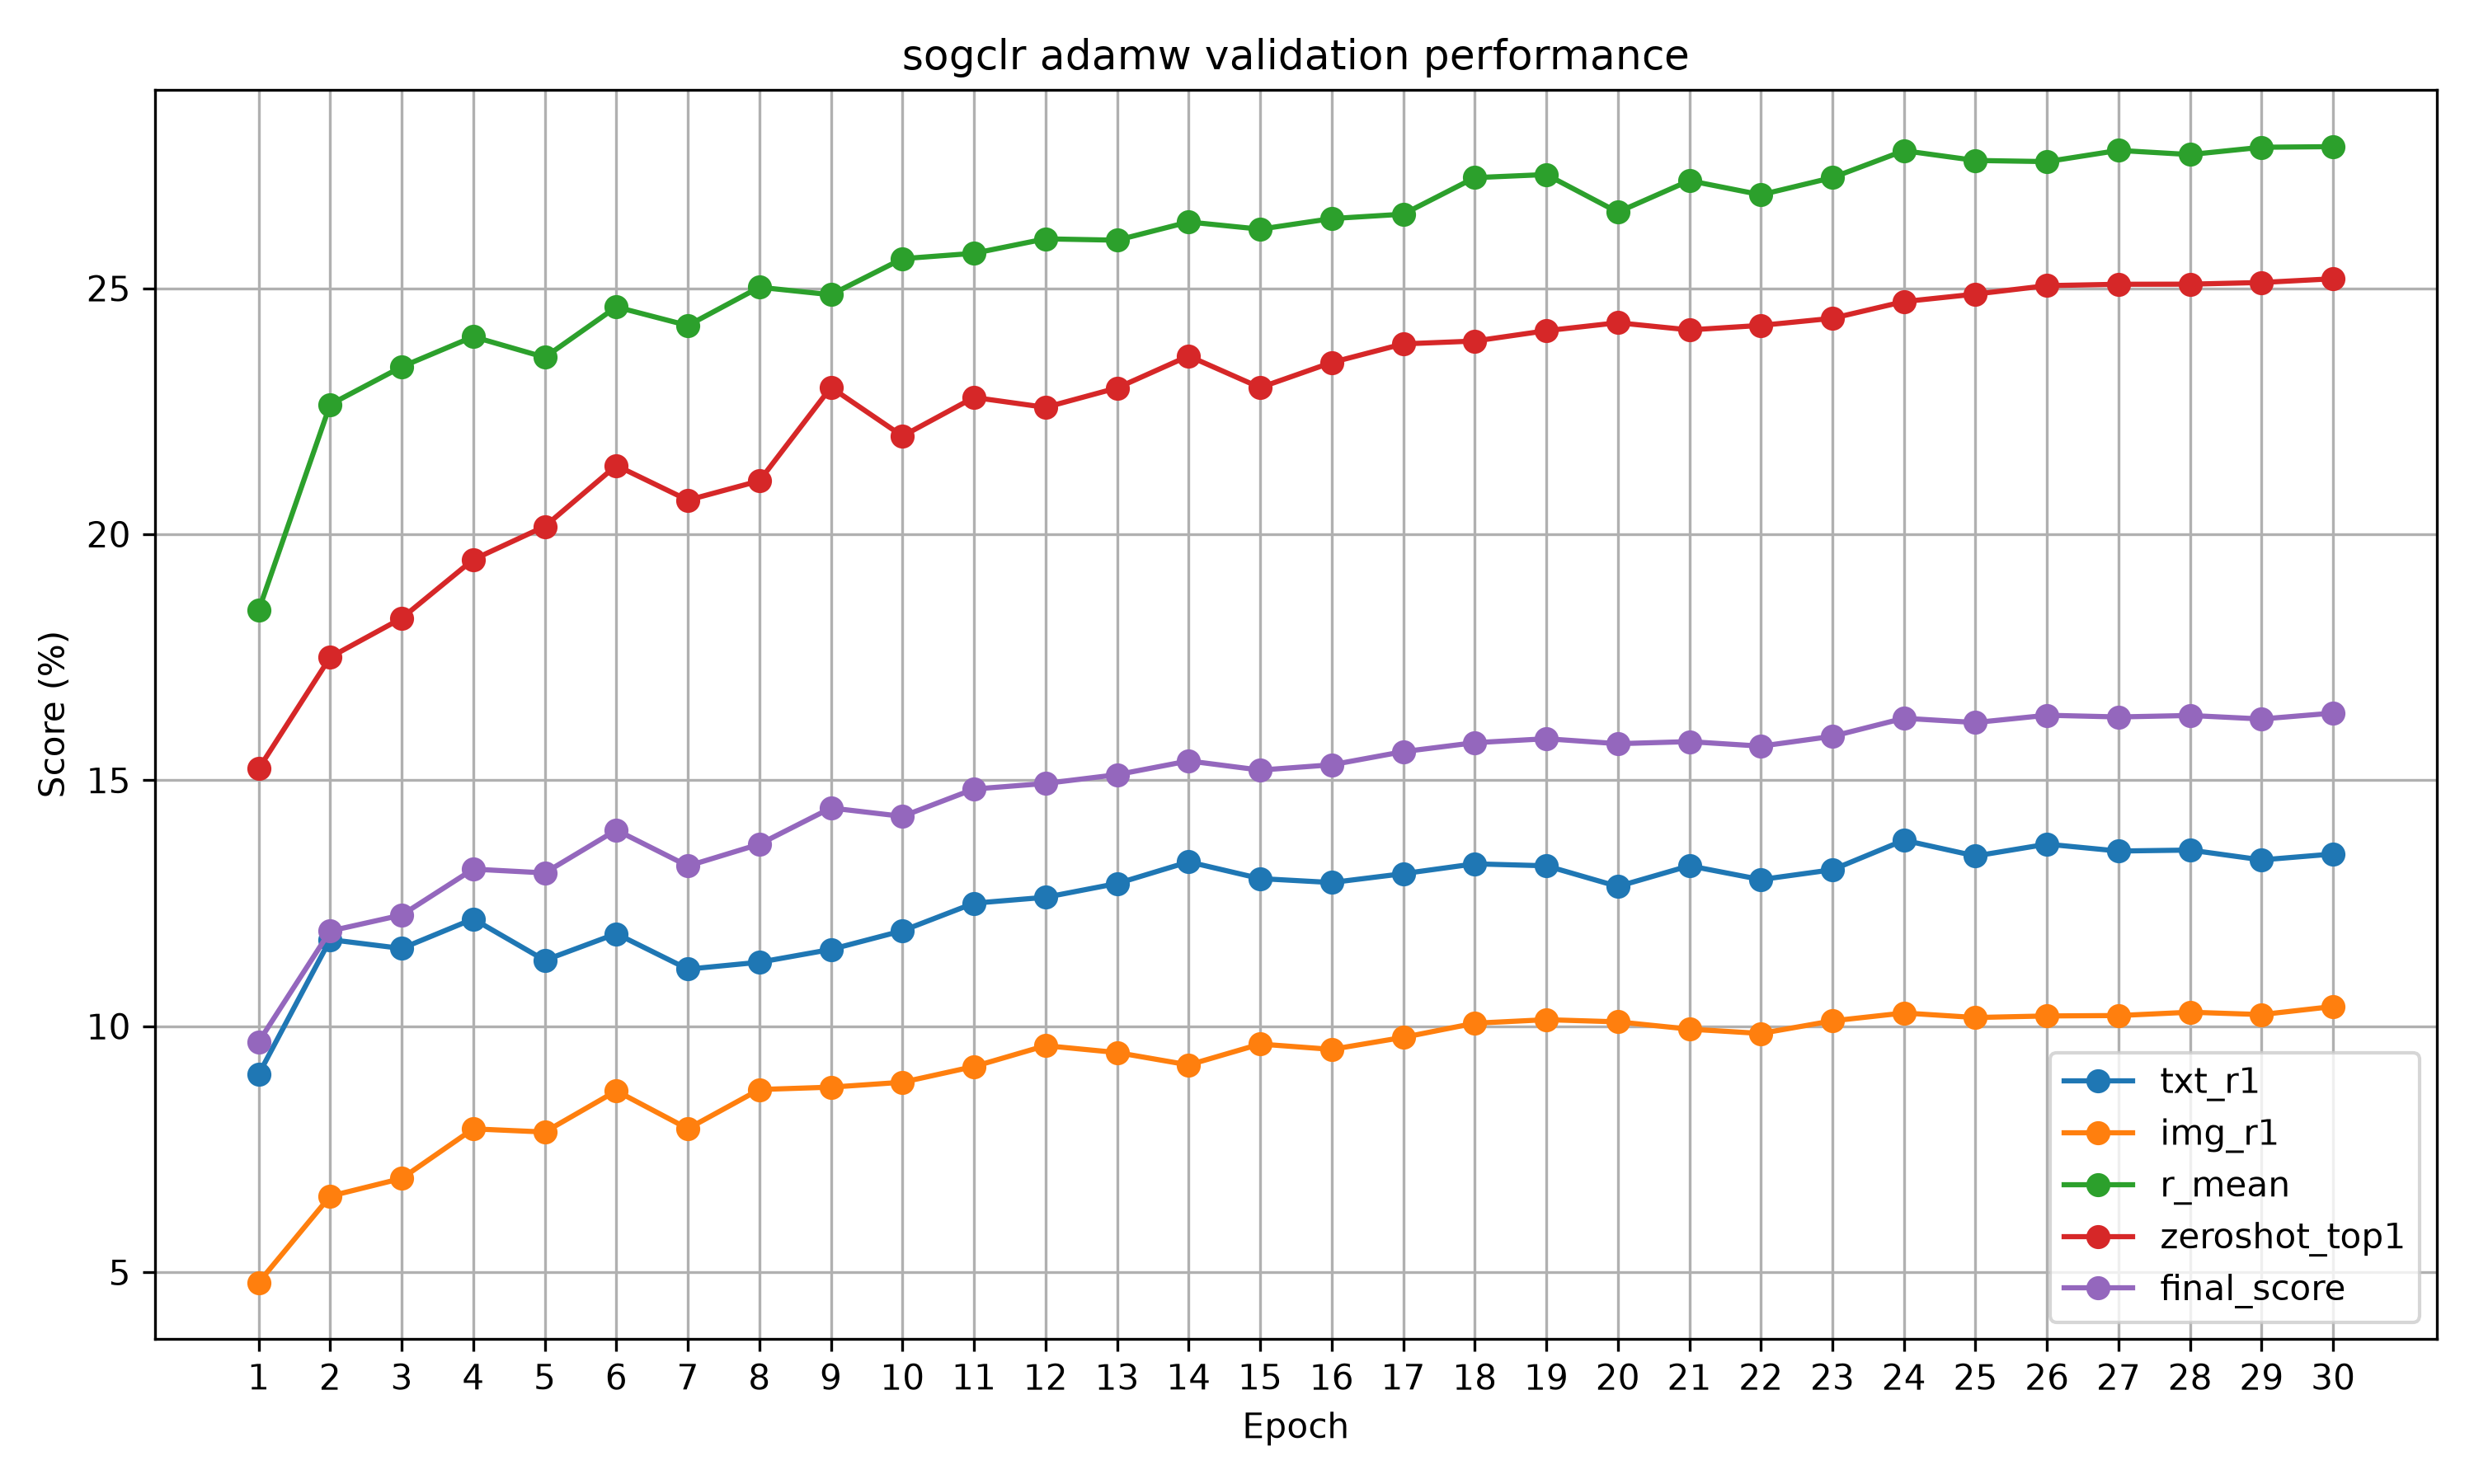 sogclr adamw validation performance
Score (%)
25
20
15
10
5
txt_r1
img_r1
r_mean
zeroshot_top1
final_score
1 2 3 4 5 6 7 8 9 10 11 12 13 14 15 16 17 18 19 20 21 22 23 24 25 26 27 28 29 30
Epoch